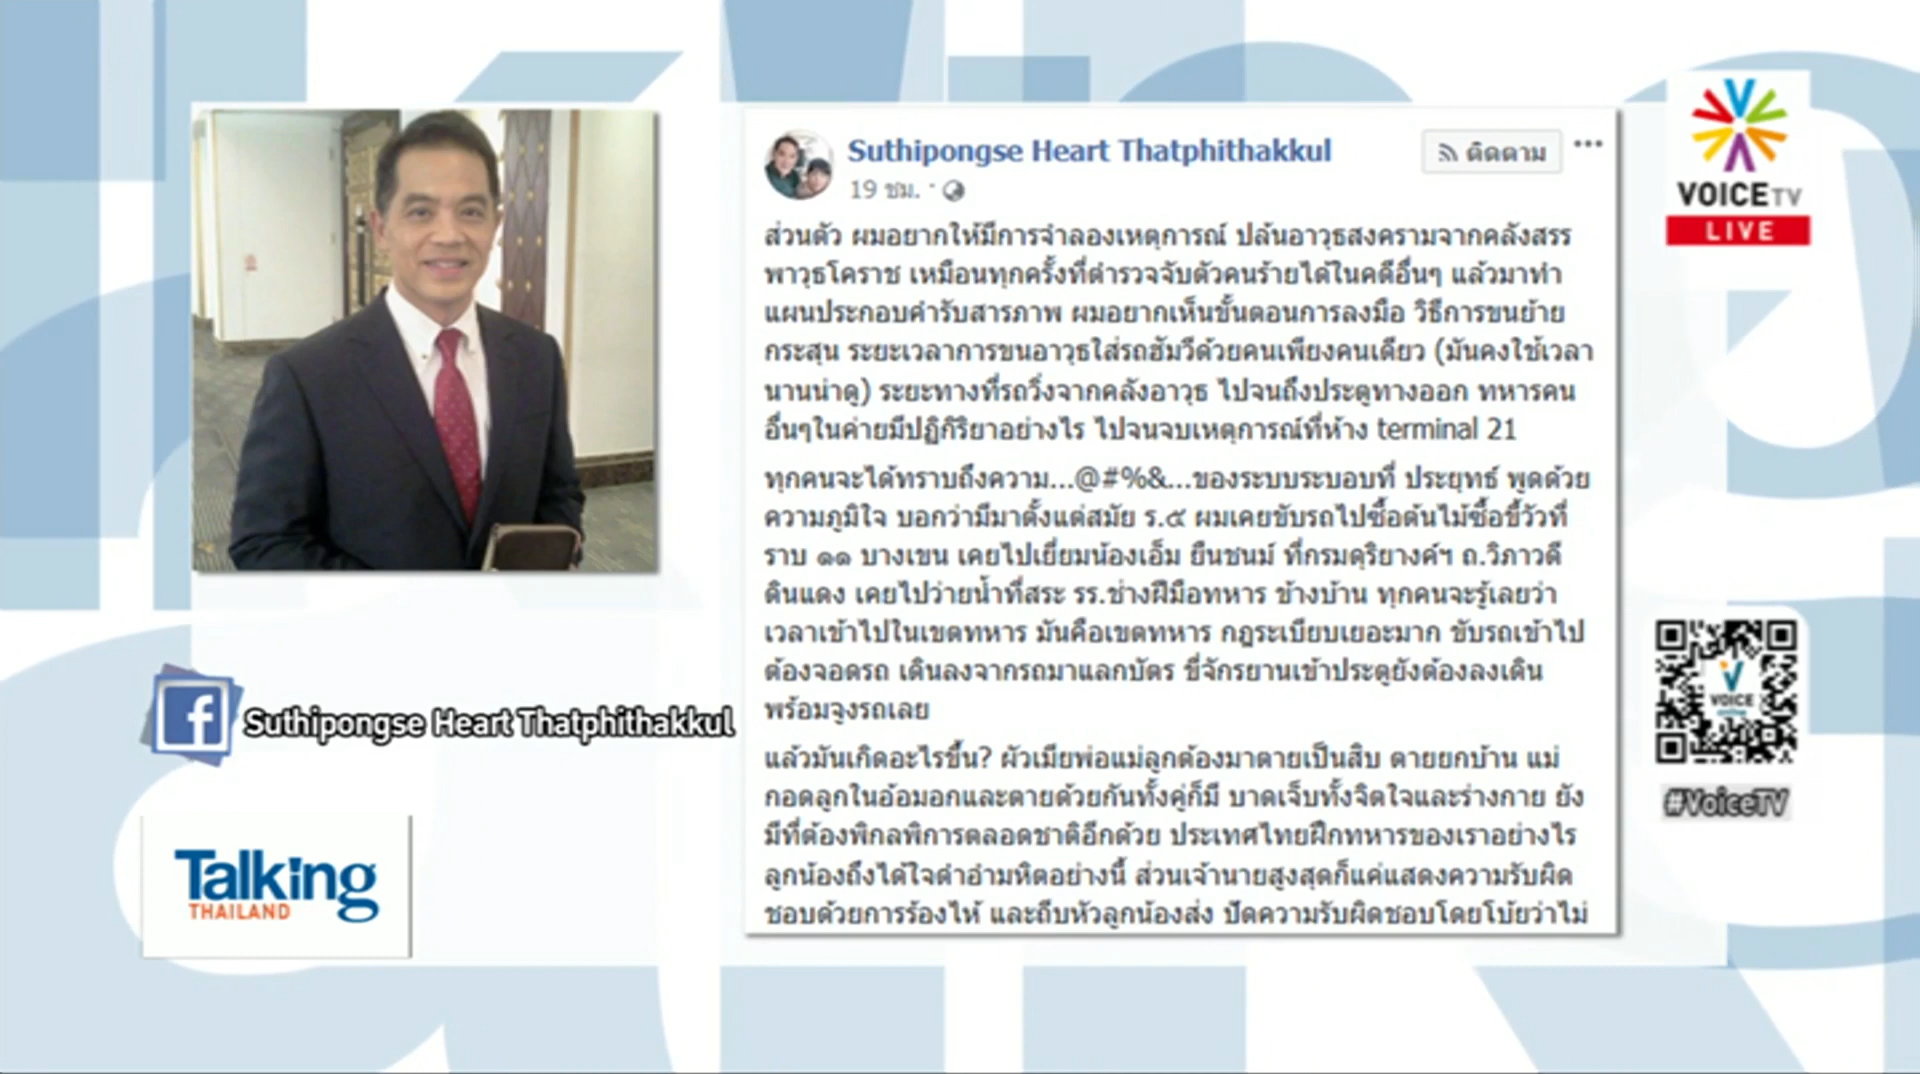 Suthipongse Heart Thatphithakkul
ติดตาม
19 ชม.
ส่วนตัว ผมอยากให้มีการจำลองเหตุการณ์ ปล้นอาวุธสงครามจากคลังสรร
พาวุธโคราช เหมือนทุกครั้งที่ตำรวจจับตัวคนร้ายได้ในคดีอื่นๆ แล้วมาทำ
แผนประกอบคำรับสารภาพ ผมอยากเห็นขั้นตอนการลงมือ วิธีการขนย้าย
กระสุน ระยะเวลาการขนอาวุธใส่รถฮัมวีด้วยคนเพียงคนเดียว (มันคงใช้เวลา
นานน่าดู) ระยะทางที่รถวิ่งจากคลังอาวุธ ไปจนถึงประตูทางออก ทหารคน
อื่นๆในค่ายมีปฏิกิริยาอย่างไร ไปจนจบเหตุการณ์ที่ห้าง terminal 21
ทุกคนจะได้ทราบถึงความ...@#%&...ของระบบระบอบที่ ประยุทธ์ พูดด้วย
ความภูมิใจ บอกว่ามีมาตั้งแต่สมัย ร.๕ ผมเคยขับรถไปซื้อต้นไม้ซื้อขี้วัวที่
ราบ ๑๑ บางเขน เคยไปเยี่ยมน้องเอ็ม ยืนชนม์ ที่กรมดุริยางค์ฯ ถ.วิภาวดี
ดินแดง เคยไปว่ายน้ำที่สระ รร.ช่างฝีมือทหาร ข้างบ้าน ทุกคนจะรู้เลยว่า
เวลาเข้าไปในเขตทหาร มันคือเขตทหาร กฎระเบียบเยอะมาก ขับรถเข้าไป
ต้องจอดรถ เดินลงจากรถมาแลกบัตร ขี่จักรยานเข้าประตูยังต้องลงเดิน
พร้อมจูงรถเลย
แล้วมันเกิดอะไรขึ้น? ผัวเมียพ่อแม่ลูกต้องมาตายเป็นสิบ ตายยกบ้าน แม่
กอดลูกในอ้อมอกและตายด้วยกันทั้งคู่ก็มี บาดเจ็บทั้งจิตใจและร่างกาย ยัง
มีที่ต้องพิกลพิการตลอดชาติอีกด้วย ประเทศไทยฝึกทหารของเราอย่างไร
ลูกน้องถึงได้ใจดำอำมหิตอย่างนี้ ส่วนเจ้านายสูงสุดก็แค่แสดงความรับผิด
ชอบด้วยการร้องไห้ และถีบหัวลูกน้องส่ง ปัดความรับผิดชอบโดยโบ้ยว่าไม่
Suthipongse Heart Thatphithakkul
Talking
THAILAND
VOICE TV
LIVE
VOICE
#VoiceTV